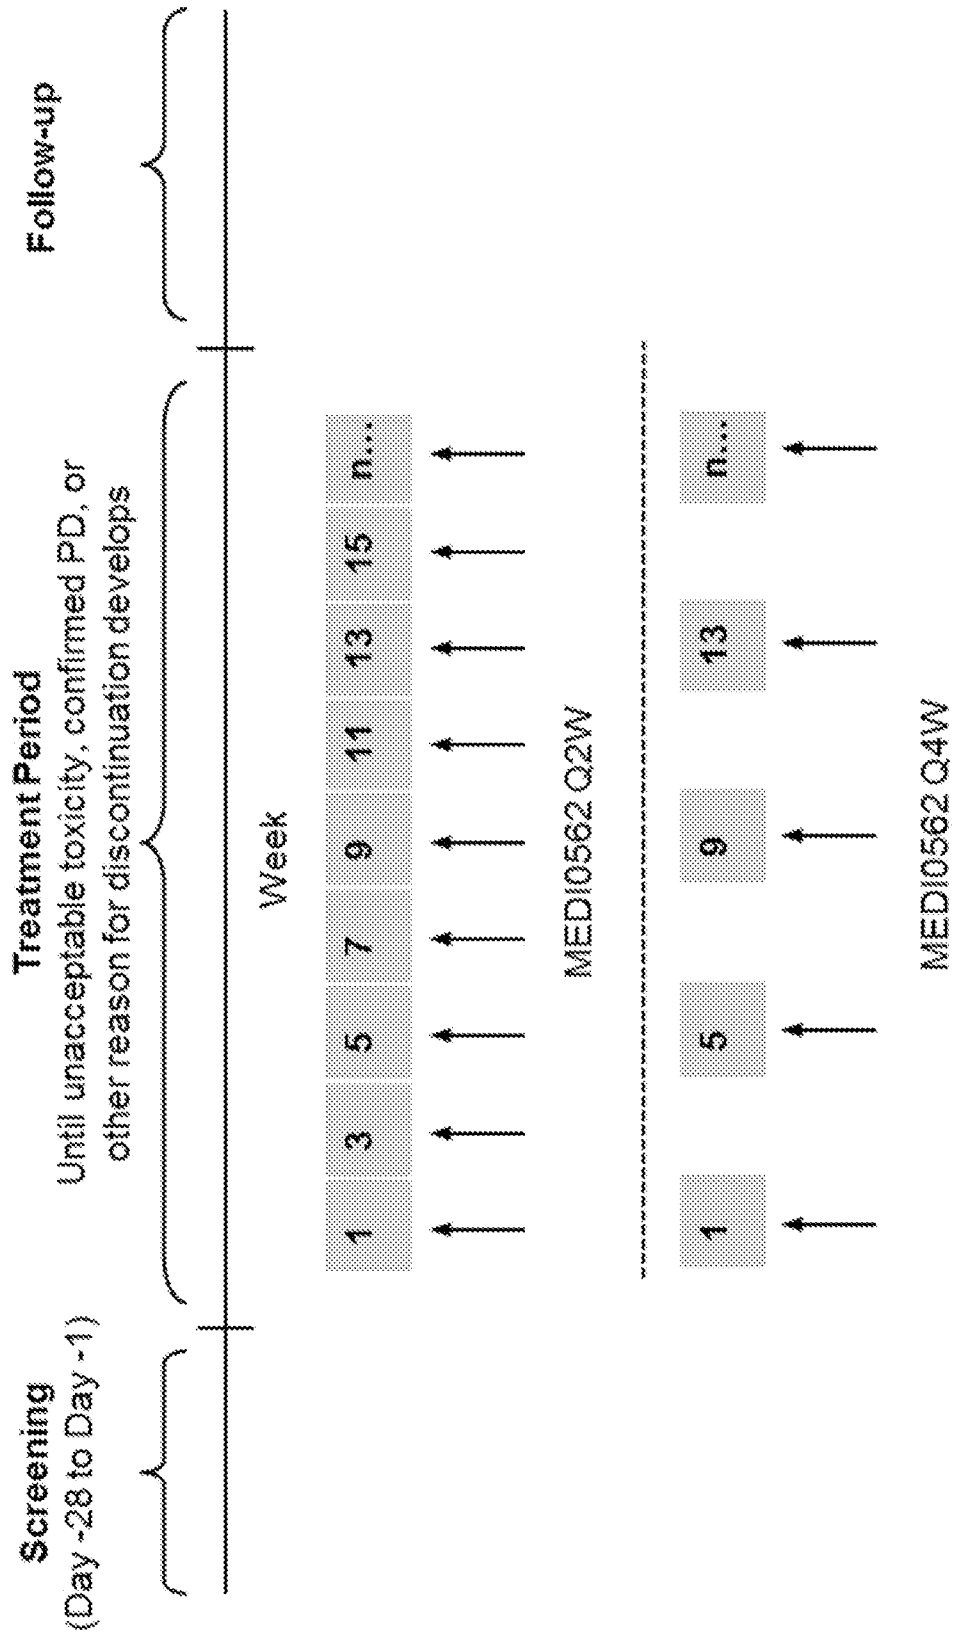 Screening
(Day -28 to Day -1)
Treatment Period
Until unacceptable toxicity, confirmed PD, or
other reason for discontinuation develops
Follow-up
Week
1 3 5 7 9 11 13 15 n...
MEDI0562 Q2W
1 5 9 13 n...
MEDI0562 Q4W